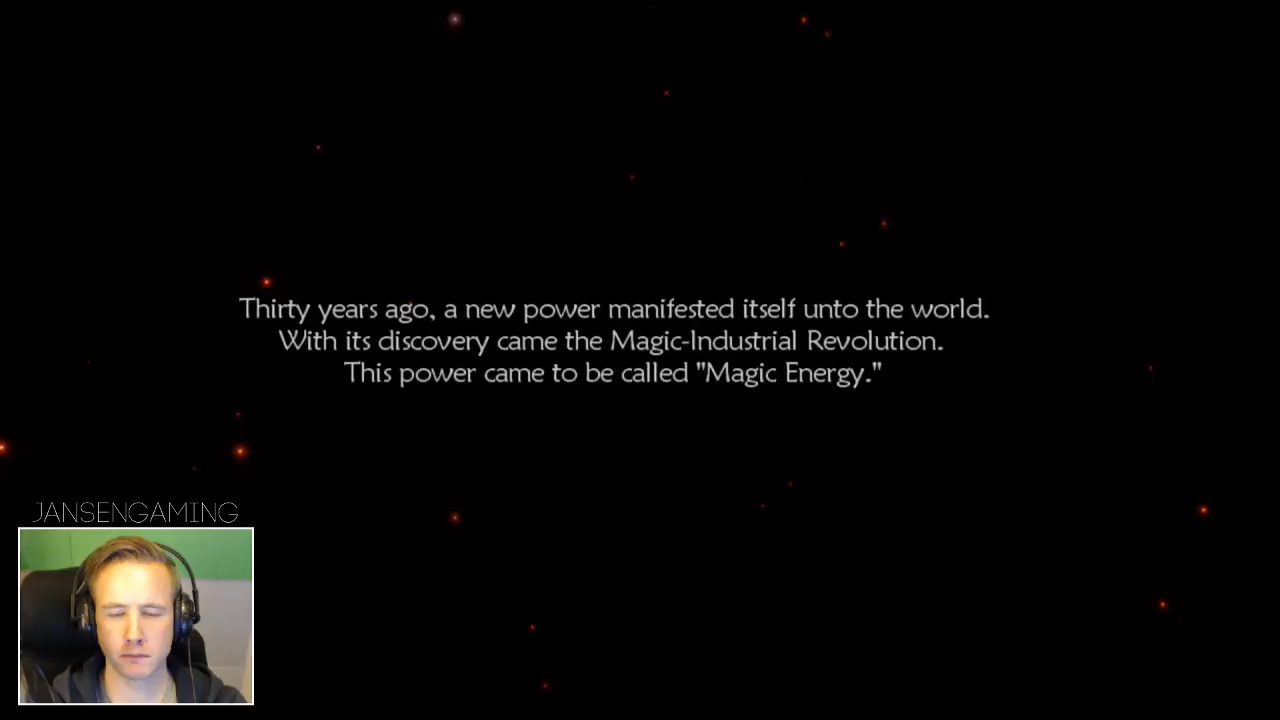 Thirty years ago, a new power manifested itself unto the world.
With its discovery came the Magic-Industrial Revolution.
This power came to be called "Magic Energy."
JANSENGAMING